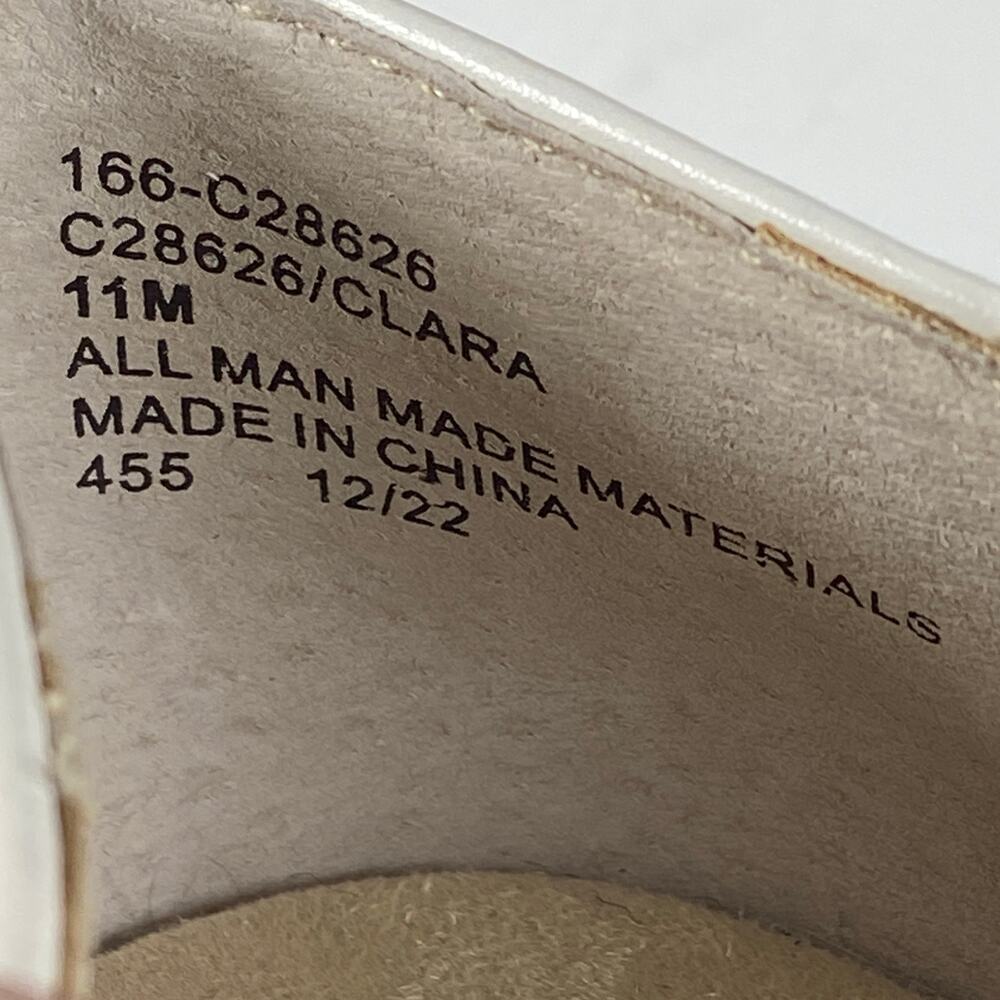 166-C28626
C28626/CLARA
11M
ALL MAN MADE MATERIALS
MADE IN CHINA
455 12/22